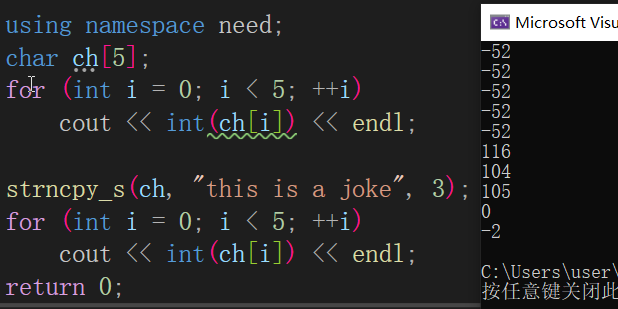 using namespace need;
char ch[5];
for (int i = 0; i < 5; ++i)
cout << int(ch[i]) << endl;
strncpy_s(ch, "this is a joke", 3);
for (int i = 0; i < 5; ++i)
cout << int(ch[i]) << endl;
return 0;
Microsoft Visu
-52
-52
-52
-52
-52
116
104
105
0
-2
C:\Users\user\
按任意键关闭此